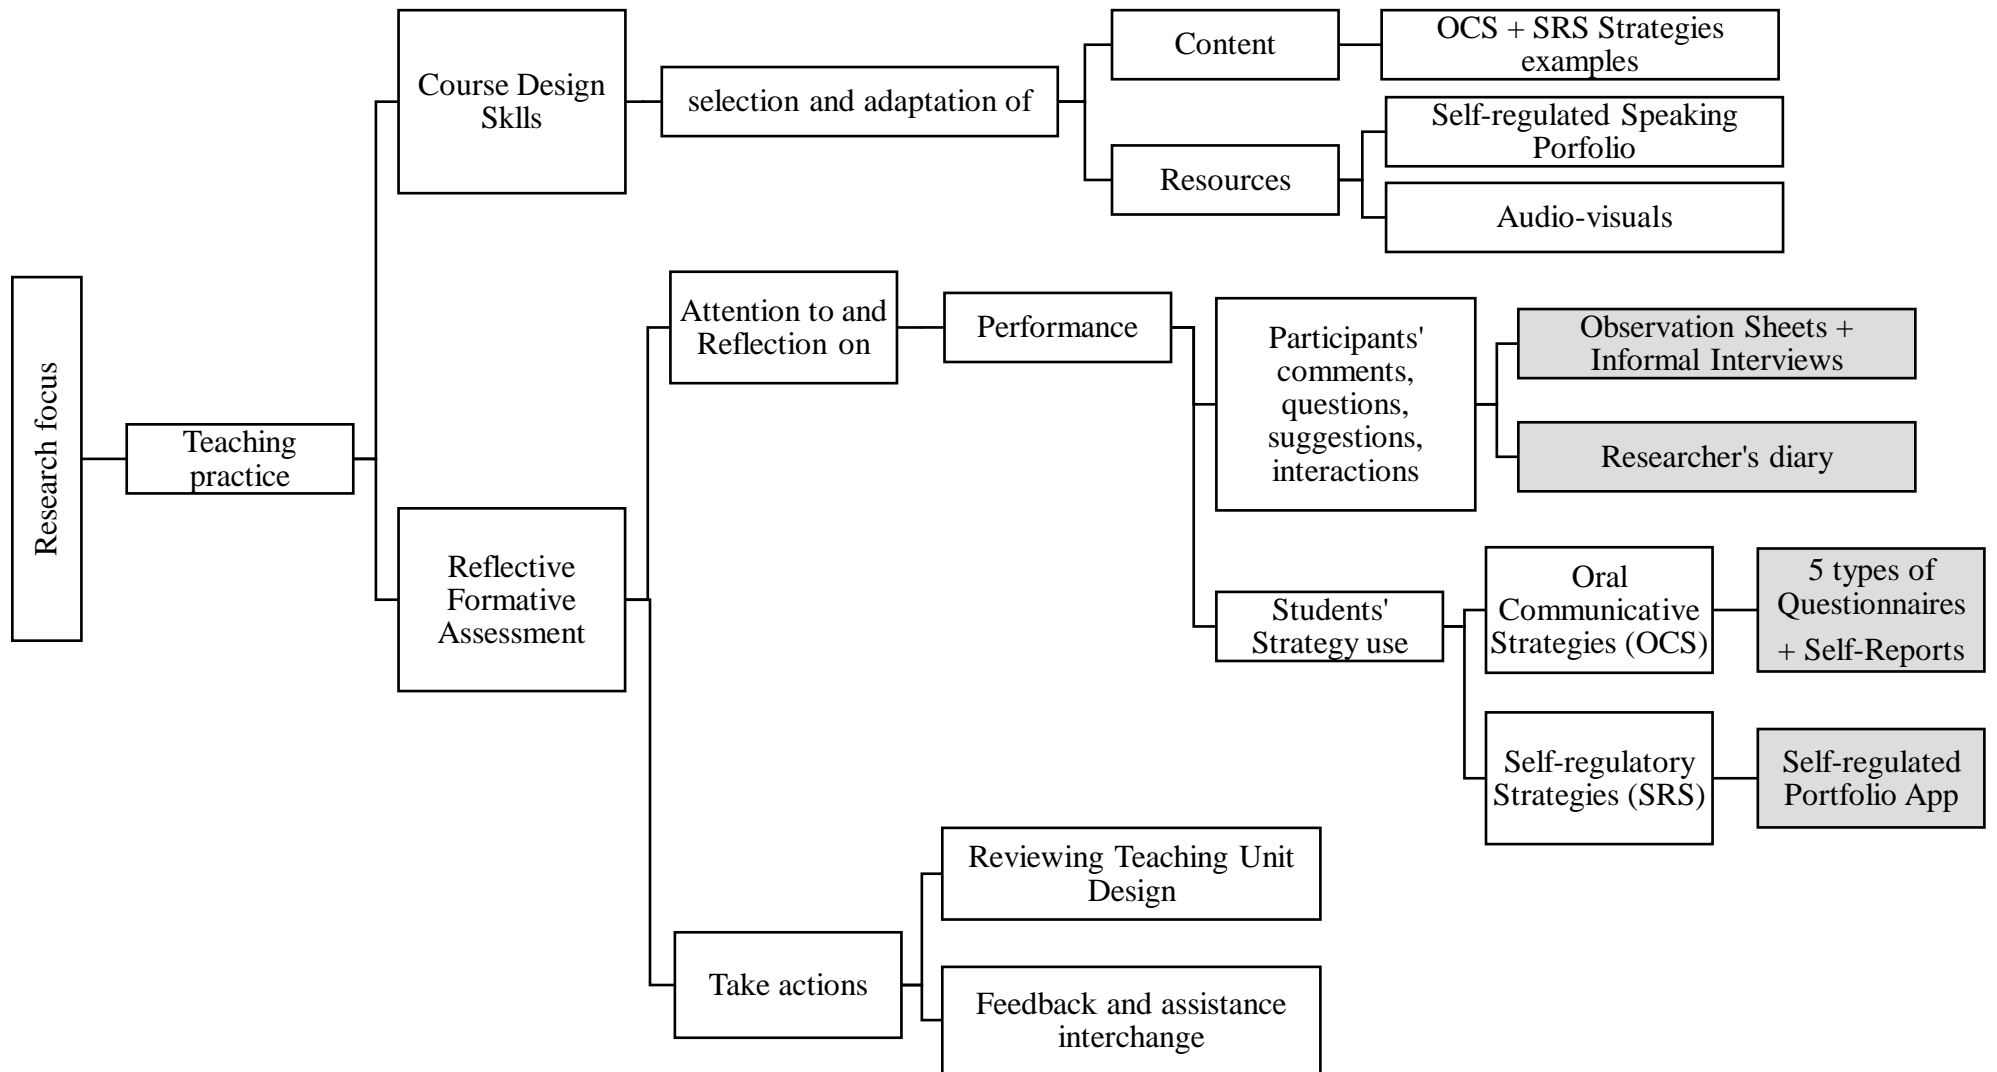 Research focus
Teaching
practice
Course Design
Sklls
selection and adaptation of
Content
OCS + SRS Strategies
examples
Resources
Self-regulated Speaking
Porfolio
Audio-visuals
Reflective
Formative
Assessment
Attention to and
Reflection on
Performance
Participants'
comments,
questions,
suggestions,
interactions
Observation Sheets +
Informal Interviews
Researcher's diary
Students'
Strategy use
Oral
Communicative
Strategies (OCS)
5 types of
Questionnaires
+ Self-Reports
Self-regulatory
Strategies (SRS)
Self-regulated
Portfolio App
Take actions
Reviewing Teaching Unit
Design
Feedback and assistance
interchange